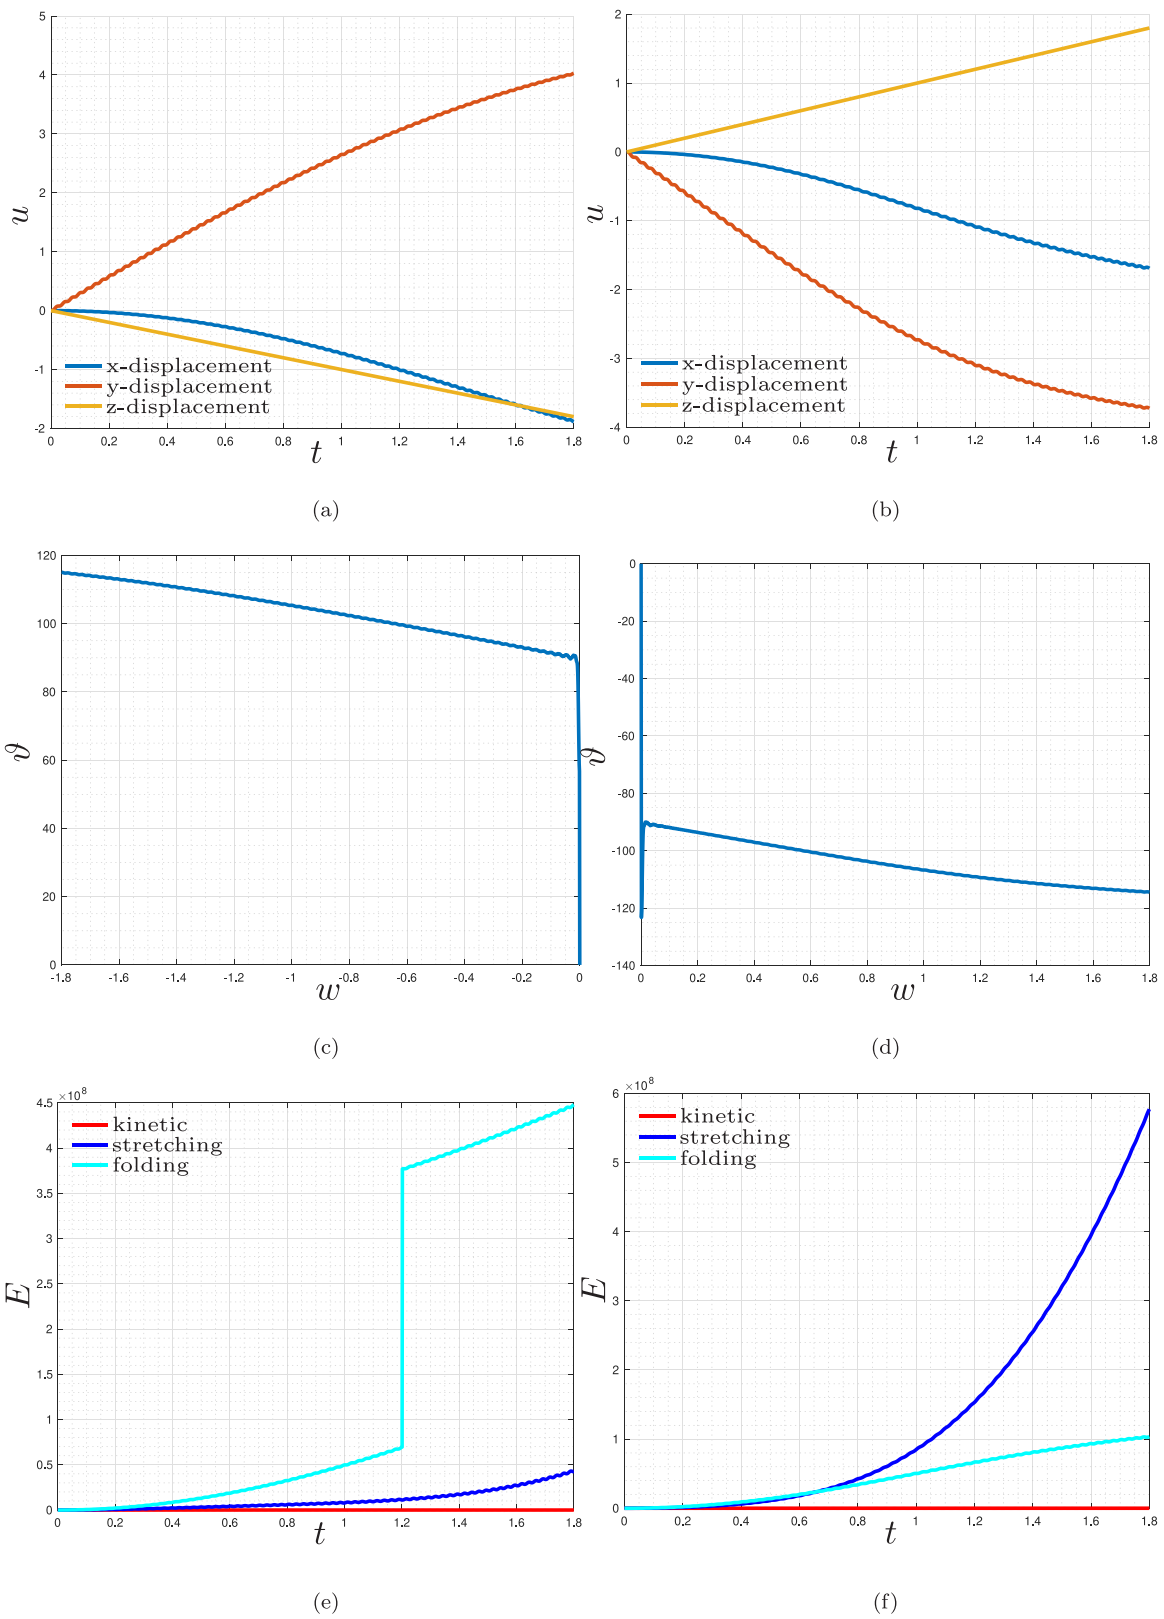 5
4
3
2
1
0
-1
-2
u
x-displacement
y-displacement
z-displacement
0 0.2 0.4 0.6 0.8 1 1.2 1.4 1.6 1.8
t
(a)
2
1
0
-1
-2
-3
-4
u
x-displacement
y-displacement
z-displacement
0 0.2 0.4 0.6 0.8 1 1.2 1.4 1.6 1.8
t
(b)
120
100
80
60
40
20
0
ϑ
-1.8 -1.6 -1.4 -1.2 -1 -0.8 -0.6 -0.4 -0.2 0
w
(c)
0
-20
-40
-60
-80
-100
-120
-140
ϑ
0 0.2 0.4 0.6 0.8 1 1.2 1.4 1.6 1.8
w
(d)
×10⁸
4.5
4
3.5
3
2.5
2
1.5
1
0.5
0
E
kinetic
stretching
folding
0 0.2 0.4 0.6 0.8 1 1.2 1.4 1.6 1.8
t
(e)
×10⁸
6
5
4
3
2
1
0
E
kinetic
stretching
folding
0 0.2 0.4 0.6 0.8 1 1.2 1.4 1.6 1.8
t
(f)